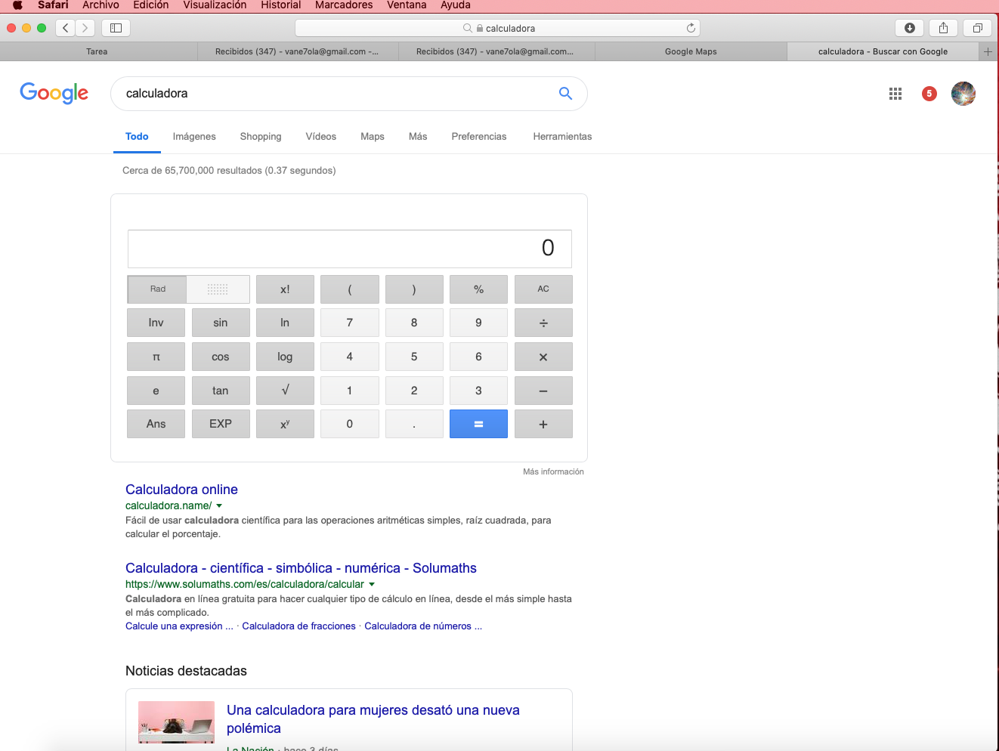 Safari Archivo Edición Visualización Historial Marcadores Ventana Ayuda
calculadora
Tarea
Recibidos (347) - vane7ola@gmail.com -...
Recibidos (347) - vane7ola@gmail.com...
Google Maps
calculadora - Buscar con Google
Google
calculadora
5
Todo Imágenes Shopping Vídeos Maps Más Preferencias Herramientas
Cerca de 65,700,000 resultados (0.37 segundos)
0
Rad x! ( ) % AC
Inv sin ln 7 8 9 ÷
π cos log 4 5 6 ×
e tan √ 1 2 3 −
Ans EXP xʸ 0 . = +
Más información
Calculadora online
calculadora.name/
Fácil de usar calculadora científica para las operaciones aritméticas simples, raíz cuadrada, para
calcular el porcentaje.
Calculadora - científica - simbólica - numérica - Solumaths
https://www.solumaths.com/es/calculadora/calcular
Calculadora en línea gratuita para hacer cualquier tipo de cálculo en línea, desde el más simple hasta
el más complicado.
Calcule una expresión ... · Calculadora de fracciones · Calculadora de números ...
Noticias destacadas
Una calculadora para mujeres desató una nueva
polémica
La Nación · hace 3 días